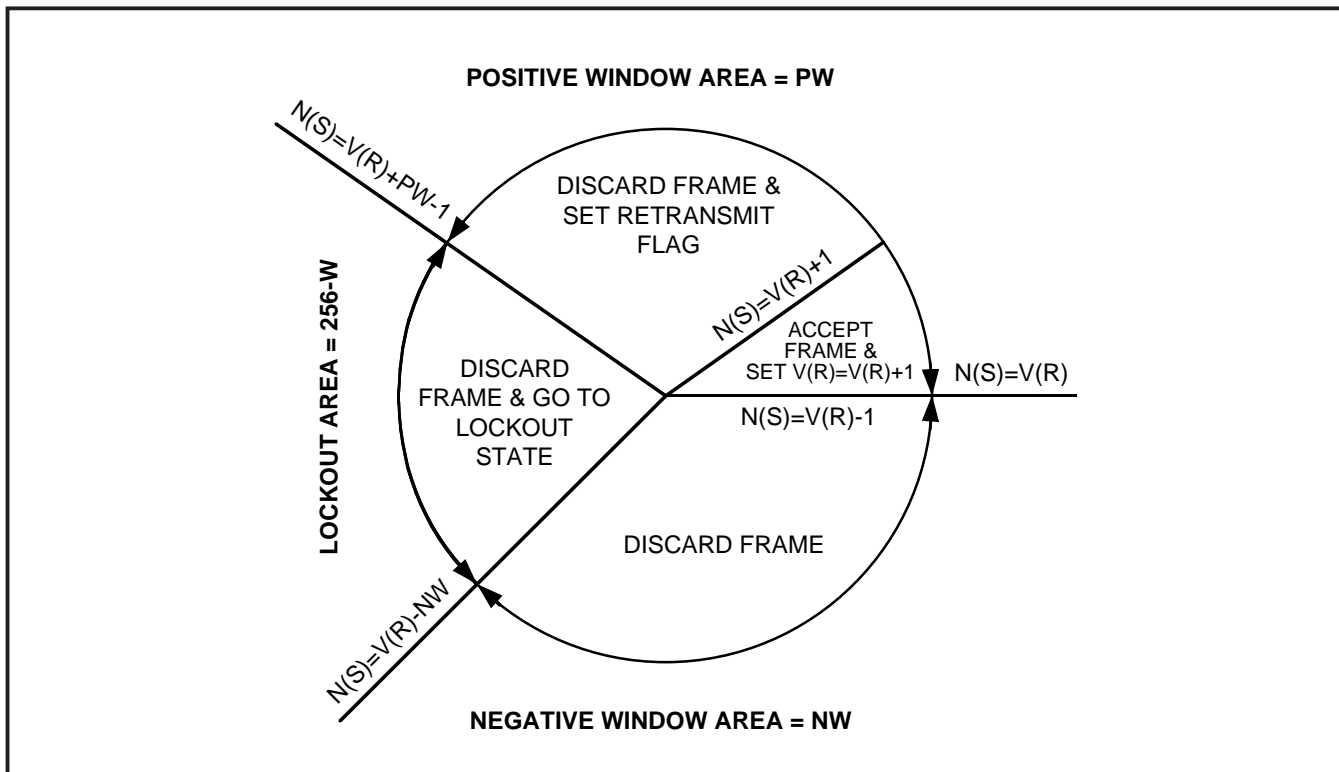 POSITIVE WINDOW AREA = PW
N(S)=V(R)+PW-1
DISCARD FRAME &
SET RETRANSMIT
FLAG
N(S)=V(R)+1
ACCEPT
FRAME &
SET V(R)=V(R)+1
N(S)=V(R)
N(S)=V(R)-1
LOCKOUT AREA = 256-W
DISCARD
FRAME & GO TO
LOCKOUT
STATE
DISCARD FRAME
N(S)=V(R)-NW
NEGATIVE WINDOW AREA = NW